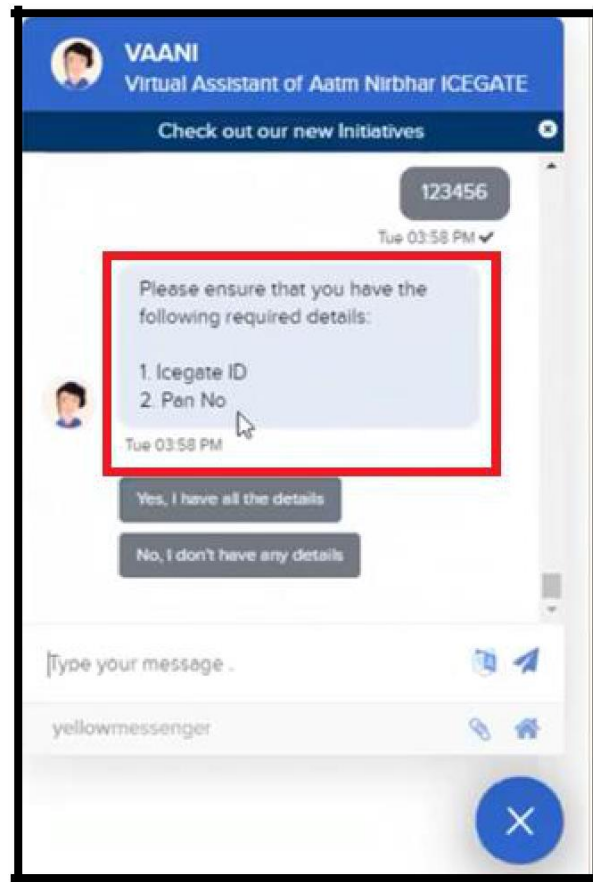 VAANI
Virtual Assistant of Aatm Nirbhar ICEGATE
Check out our new Initiatives
123456
Tue 03:58 PM
Please ensure that you have the
following required details:
1. Icegate ID
2. Pan No
Tue 03:58 PM
Yes, I have all the details
No, I don't have any details
Type your message .
yellowmessenger